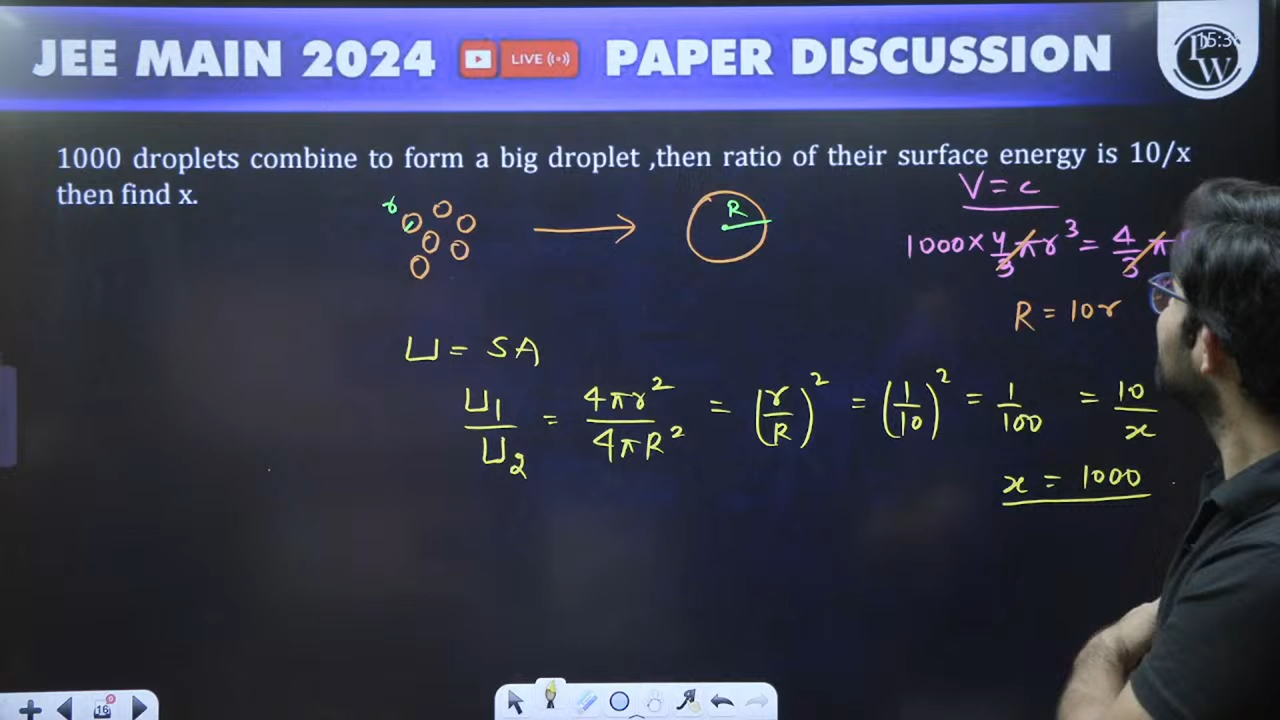 JEE MAIN 2024 LIVE PAPER DISCUSSION
PW
1000 droplets combine to form a big droplet ,then ratio of their surface energy is 10/x
then find x.
r
R
V = c
1000 × 4/3 πr³ = 4/3 π
R = 10r
U = SA
U₁/U₂ = 4πr²/4πR² = (r/R)² = (1/10)² = 1/100 = 10/x
x = 1000
16